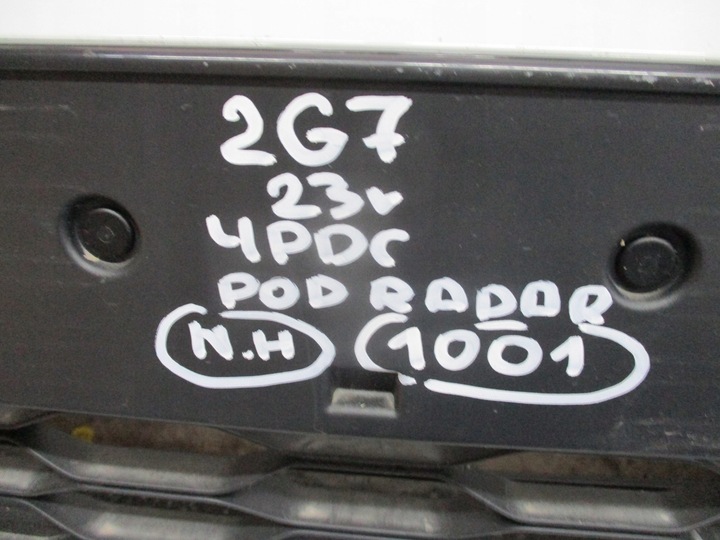 2G7
23r
4PDC
POD RADAR
N.H 1001